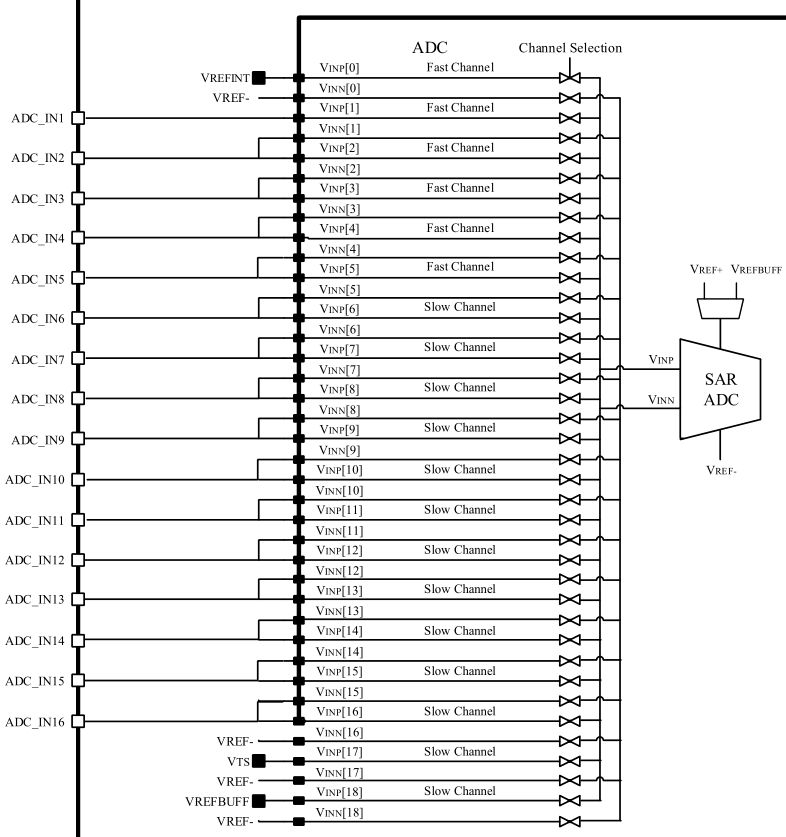 ADC Channel Selection
VREFINT VINP[0] Fast Channel
VREF- VINN[0]
ADC_IN1 VINP[1] Fast Channel
VINN[1]
ADC_IN2 VINP[2] Fast Channel
VINN[2]
ADC_IN3 VINP[3] Fast Channel
VINN[3]
ADC_IN4 VINP[4] Fast Channel
VINN[4]
ADC_IN5 VINP[5] Fast Channel
VREF+ VREFBUFF
VINN[5]
ADC_IN6 VINP[6] Slow Channel
VINN[6]
ADC_IN7 VINP[7] Slow Channel
VINP
VINN[7]
SAR
ADC
ADC_IN8 VINP[8] Slow Channel
VINN
VINN[8]
ADC_IN9 VINP[9] Slow Channel
VINN[9]
VREF-
ADC_IN10 VINP[10] Slow Channel
VINN[10]
ADC_IN11 VINP[11] Slow Channel
VINN[11]
ADC_IN12 VINP[12] Slow Channel
VINN[12]
ADC_IN13 VINP[13] Slow Channel
VINN[13]
ADC_IN14 VINP[14] Slow Channel
VINN[14]
ADC_IN15 VINP[15] Slow Channel
VINN[15]
ADC_IN16 VINP[16] Slow Channel
VREF- VINN[16]
VTS VINP[17] Slow Channel
VREF- VINN[17]
VREFBUFF VINP[18] Slow Channel
VREF- VINN[18]